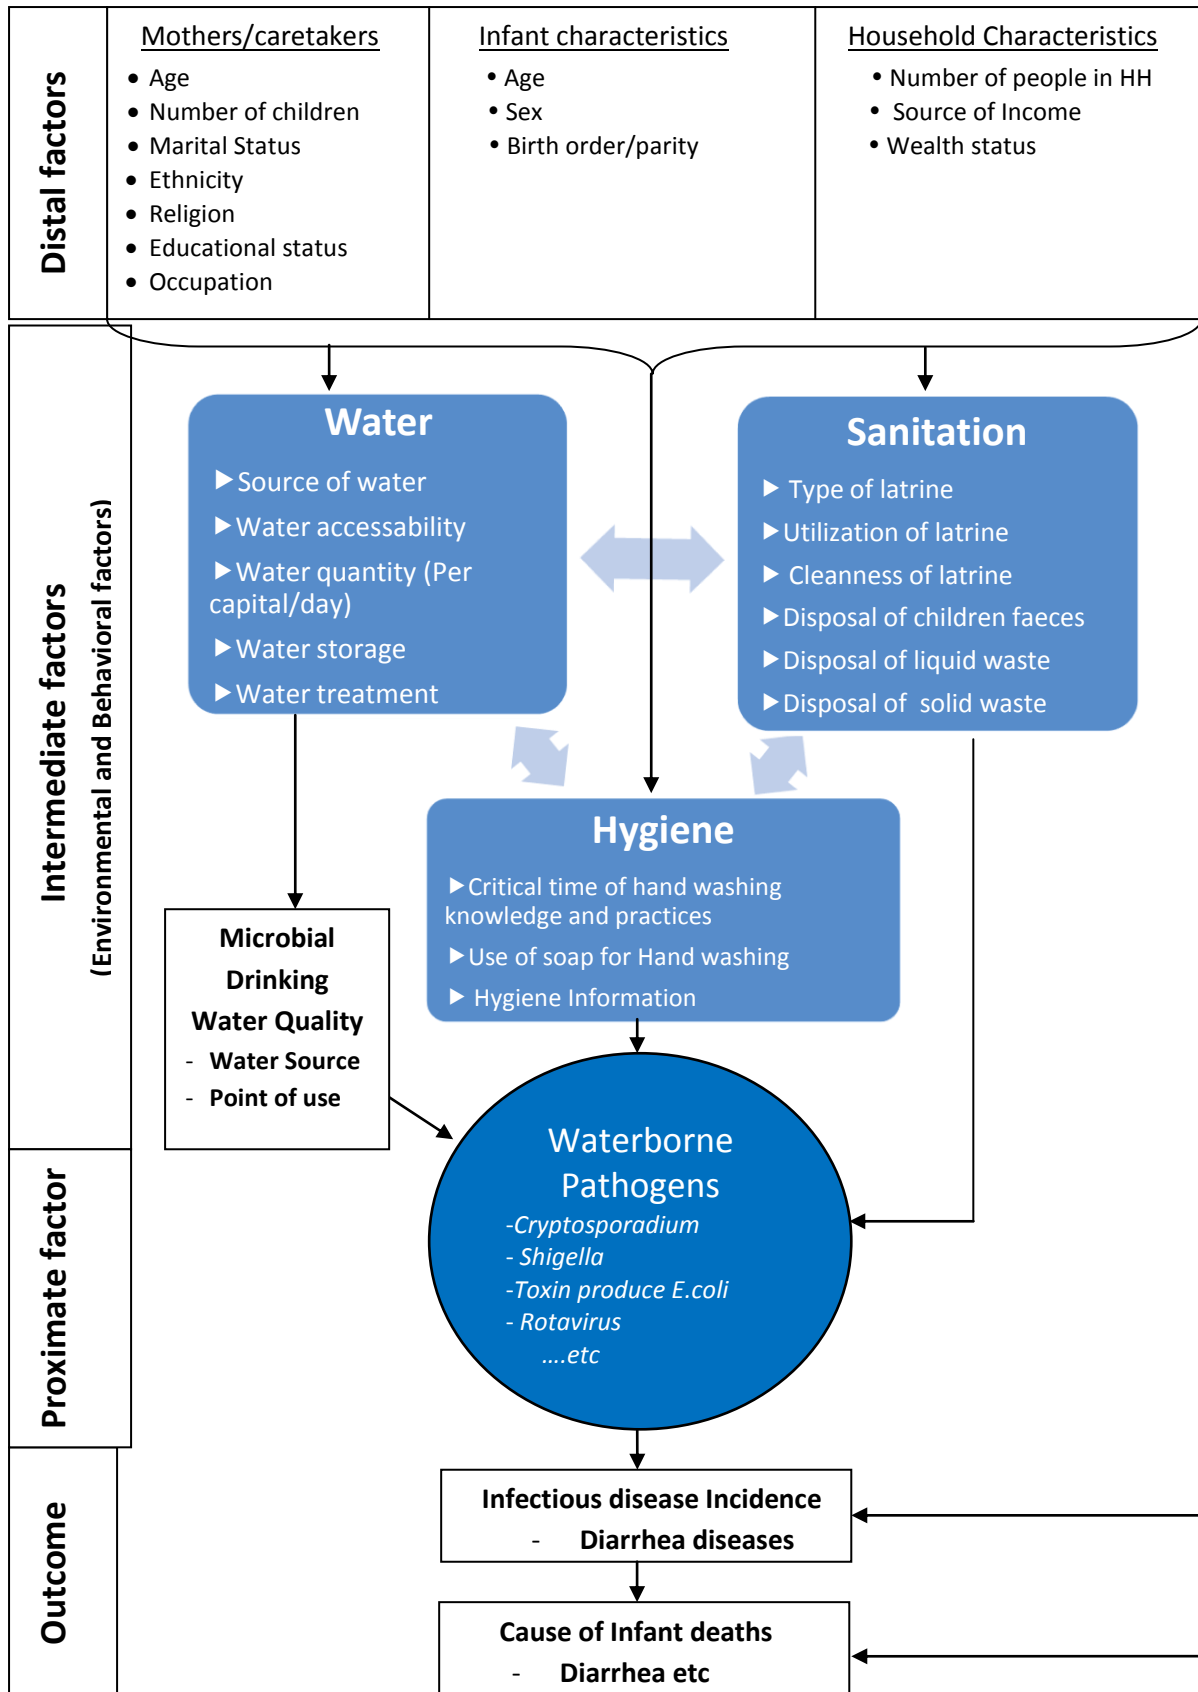 Distal factors
Mothers/caretakers
• Age
• Number of children
• Marital Status
• Ethnicity
• Religion
• Educational status
• Occupation
Infant characteristics
• Age
• Sex
• Birth order/parity
Household Characteristics
• Number of people in HH
• Source of Income
• Wealth status
Intermediate factors
(Environmental and Behavioral factors)
Water
▶Source of water
▶Water accessability
▶Water quantity (Per
capital/day)
▶Water storage
▶Water treatment
Sanitation
▶ Type of latrine
▶Utilization of latrine
▶ Cleanness of latrine
▶Disposal of children faeces
▶Disposal of liquid waste
▶Disposal of solid waste
Hygiene
▶Critical time of hand washing
knowledge and practices
▶Use of soap for Hand washing
▶ Hygiene Information
Microbial
Drinking
Water Quality
- Water Source
- Point of use
Proximate factor
Waterborne
Pathogens
-Cryptosporadium
- Shigella
-Toxin produce E.coli
- Rotavirus
....etc
Outcome
Infectious disease Incidence
- Diarrhea diseases
Cause of Infant deaths
- Diarrhea etc